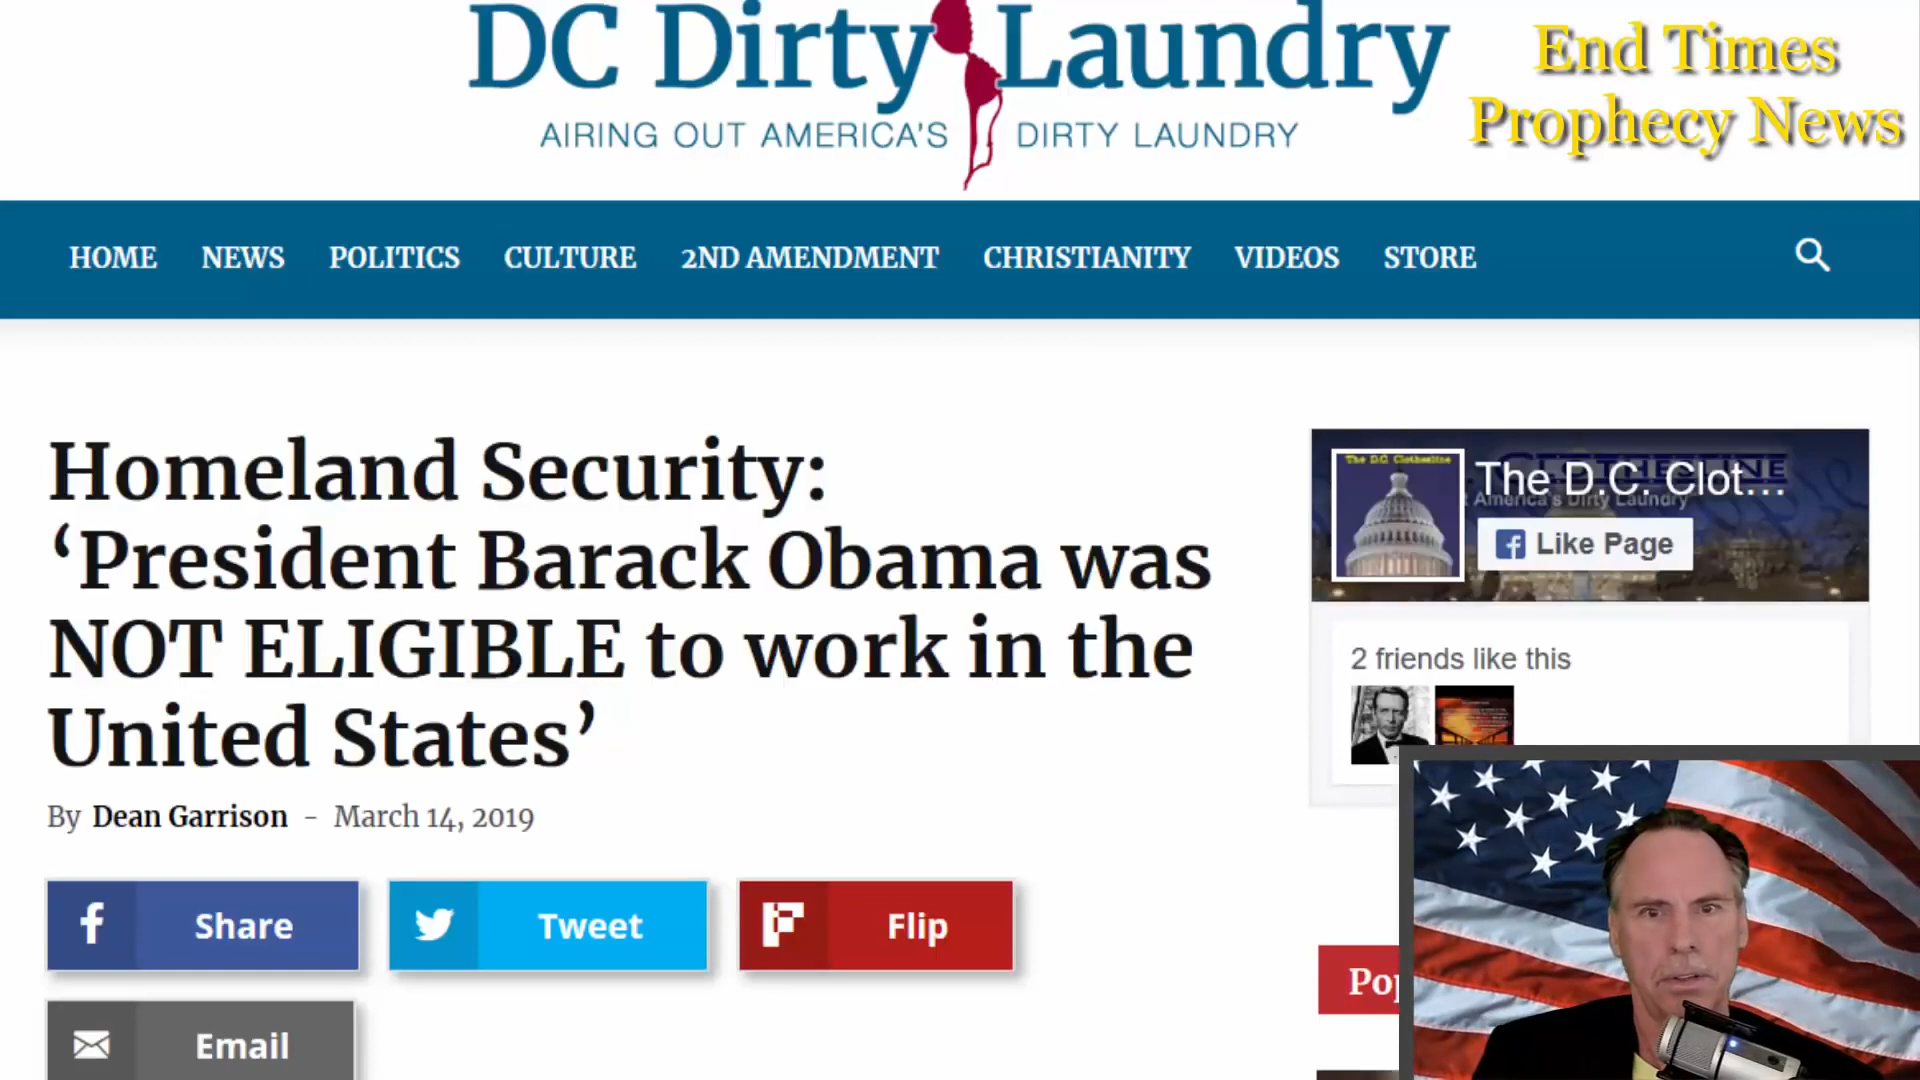 DC Dirty Laundry
AIRING OUT AMERICA'S DIRTY LAUNDRY
End Times
Prophecy News
HOME NEWS POLITICS CULTURE 2ND AMENDMENT CHRISTIANITY VIDEOS STORE
Homeland Security:
‘President Barack Obama was
NOT ELIGIBLE to work in the
United States’
By Dean Garrison - March 14, 2019
Share
Tweet
Flip
Email
The D.C. Clothesline
The D.C. Clot...
CLOTHESLINE
America's Dirty Laundry
Like Page
2 friends like this